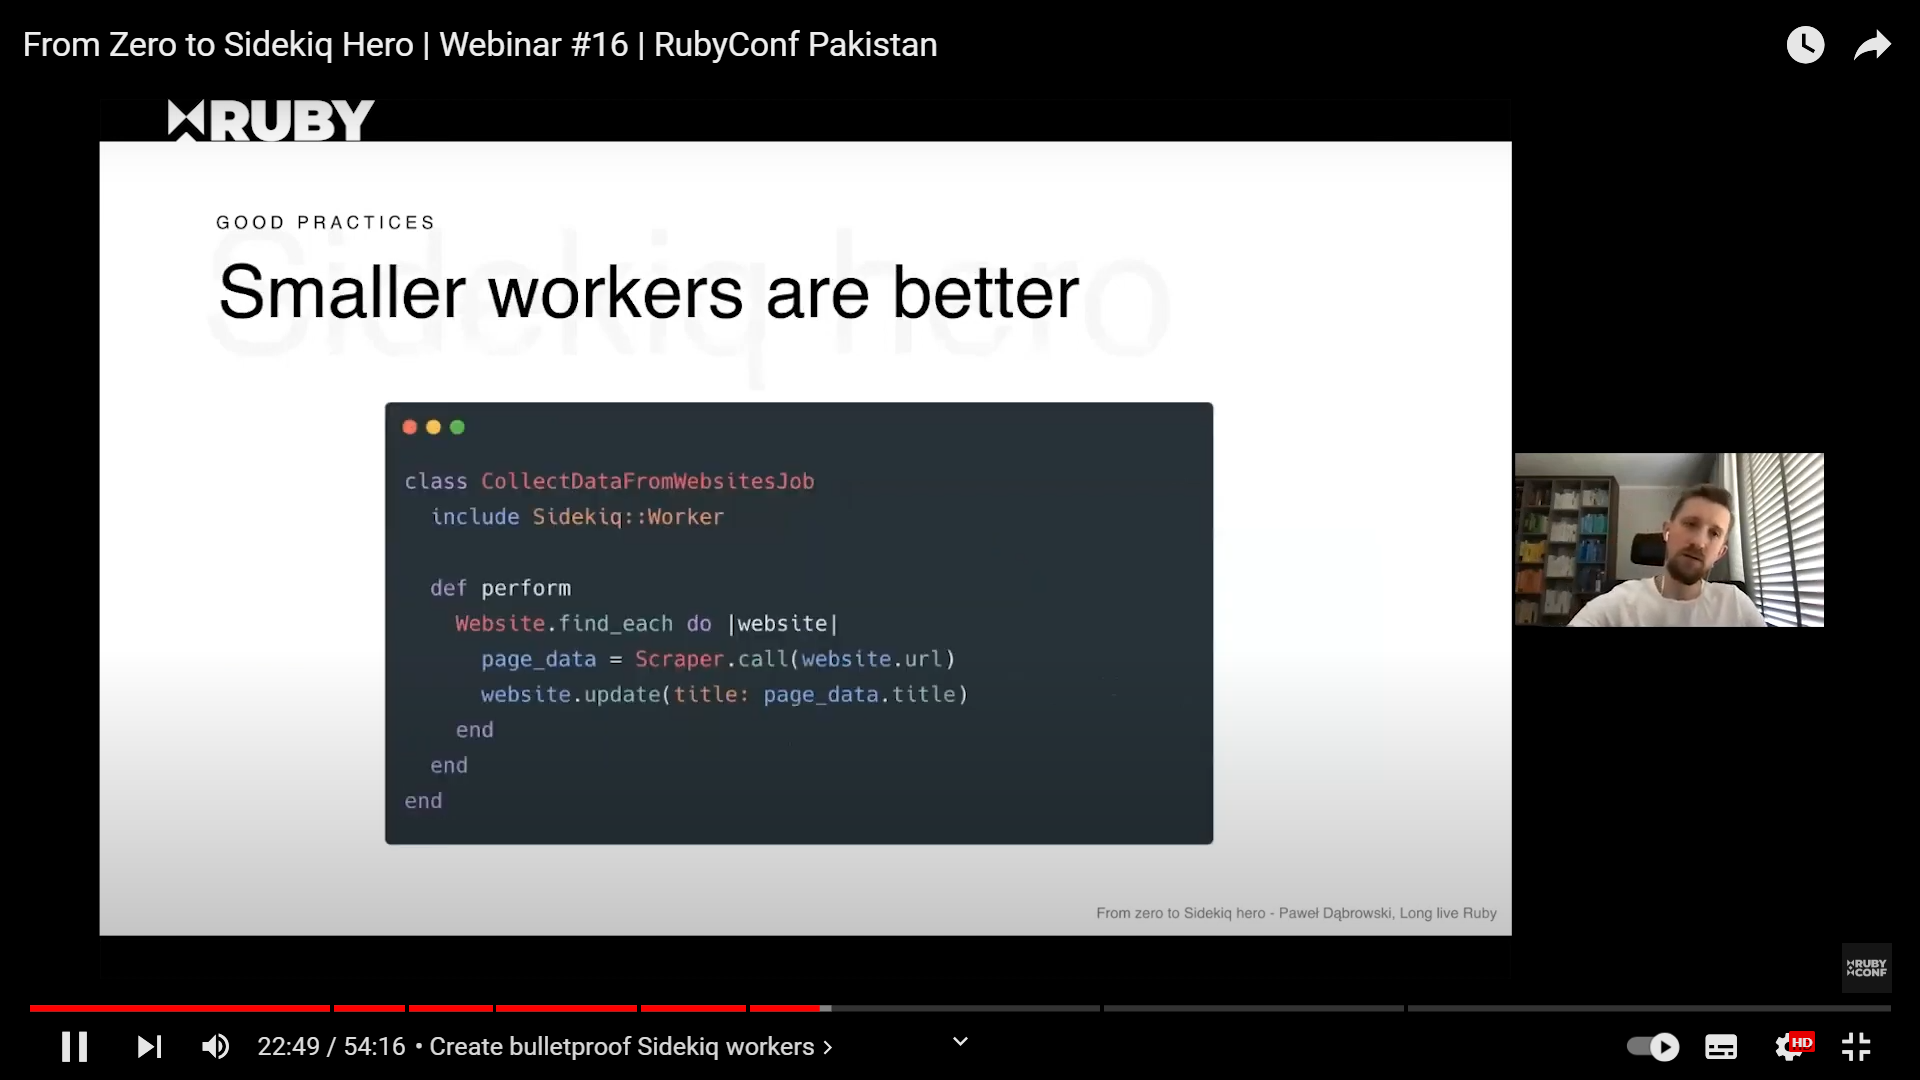 From Zero to Sidekiq Hero | Webinar #16 | RubyConf Pakistan
RUBY
GOOD PRACTICES
Sidekiq hero
Smaller workers are better
class CollectDataFromWebsitesJob
include Sidekiq::Worker
def perform
Website.find_each do |website|
page_data = Scraper.call(website.url)
website.update(title: page_data.title)
end
end
end
From zero to Sidekiq hero - Paweł Dąbrowski, Long live Ruby
RUBY
CONF
22:49 / 54:16 • Create bulletproof Sidekiq workers
HD